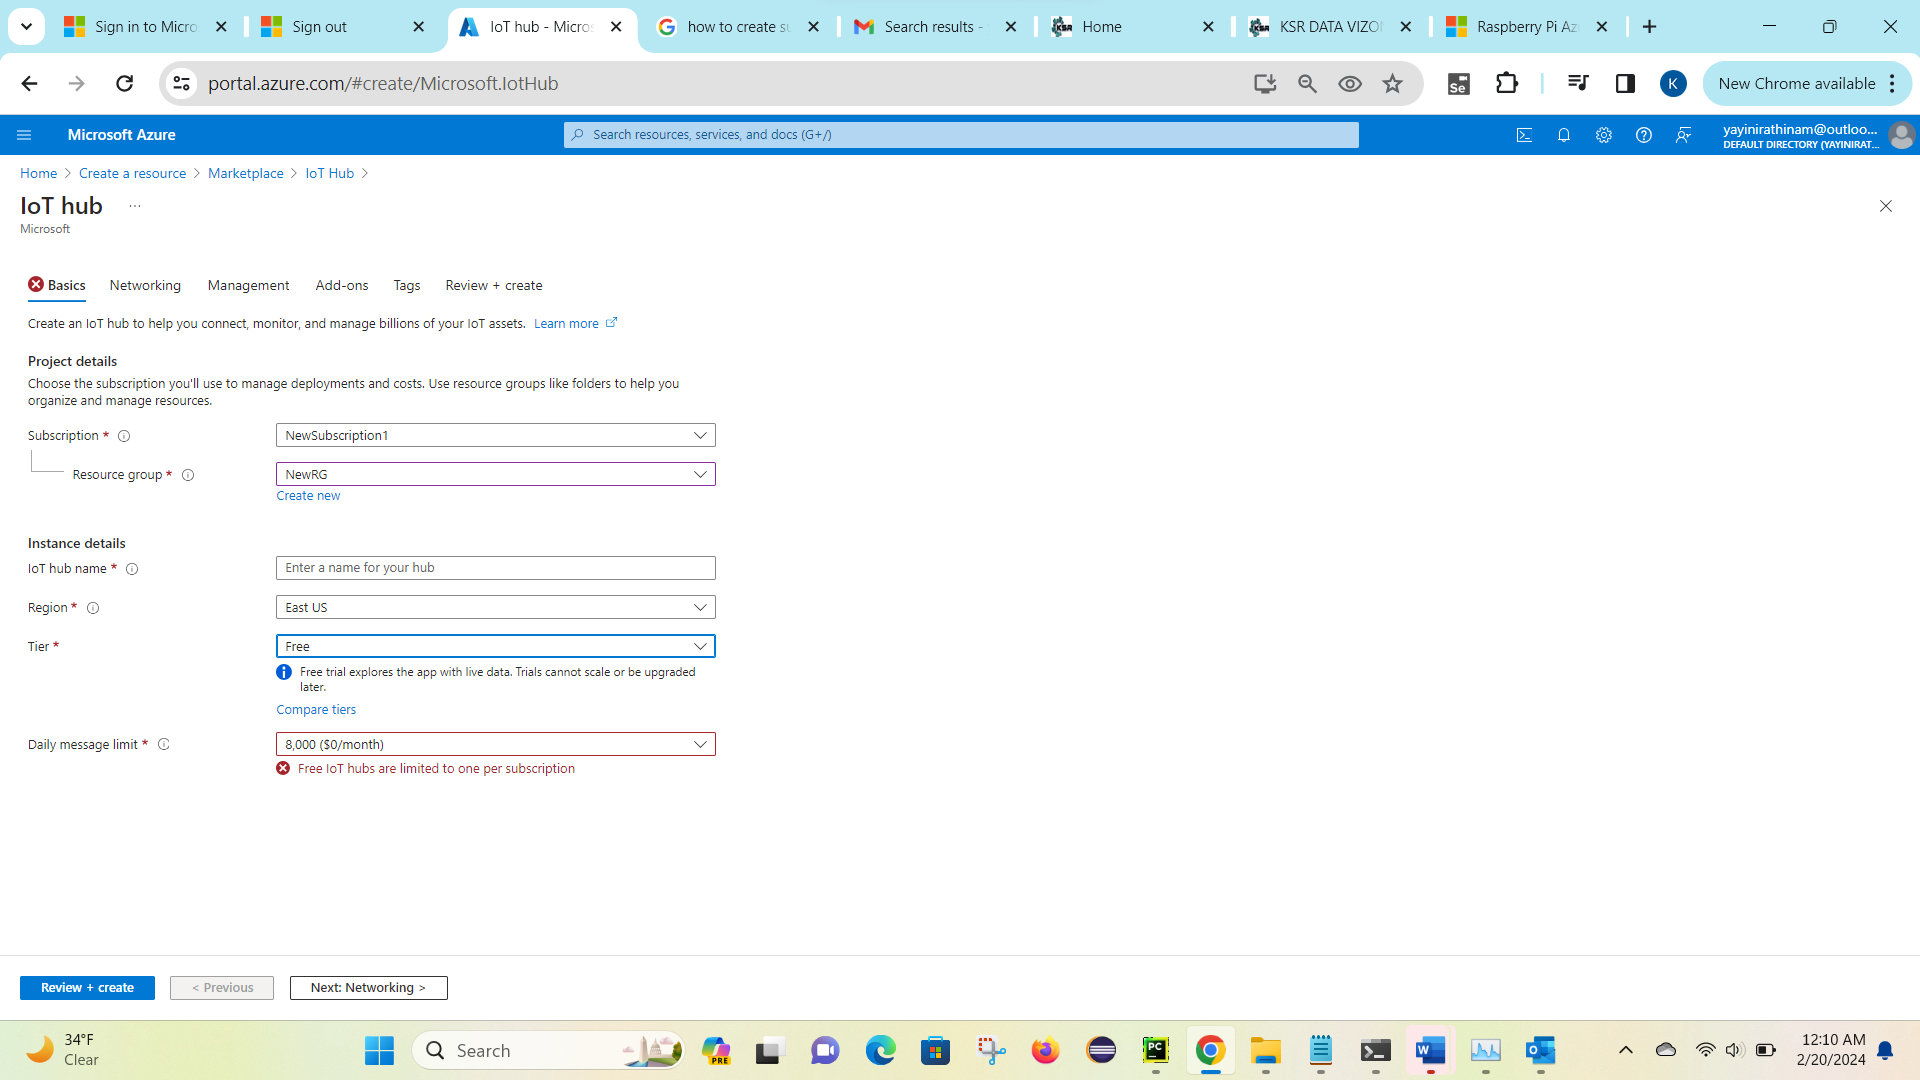 Sign in to Micro
Sign out
IoT hub - Micros
how to create su
Search results -
Home
KSR DATA VIZO
Raspberry Pi Az
portal.azure.com/#create/Microsoft.IotHub
Se
K
New Chrome available
Microsoft Azure
Search resources, services, and docs (G+/)
yayinirathinam@outloo...
DEFAULT DIRECTORY (YAYINIRAT...
Home > Create a resource > Marketplace > IoT Hub >
IoT hub ...
Microsoft
Basics
Networking
Management
Add-ons
Tags
Review + create
Create an IoT hub to help you connect, monitor, and manage billions of your IoT assets. Learn more
Project details
Choose the subscription you'll use to manage deployments and costs. Use resource groups like folders to help you
organize and manage resources.
Subscription *
NewSubscription1
Resource group *
NewRG
Create new
Instance details
IoT hub name *
Enter a name for your hub
Region *
East US
Tier *
Free
Free trial explores the app with live data. Trials cannot scale or be upgraded
later.
Compare tiers
Daily message limit *
8,000 ($0/month)
Free IoT hubs are limited to one per subscription
Review + create
< Previous
Next: Networking >
34°F
Clear
Search
PRE
PC
W
12:10 AM
2/20/2024